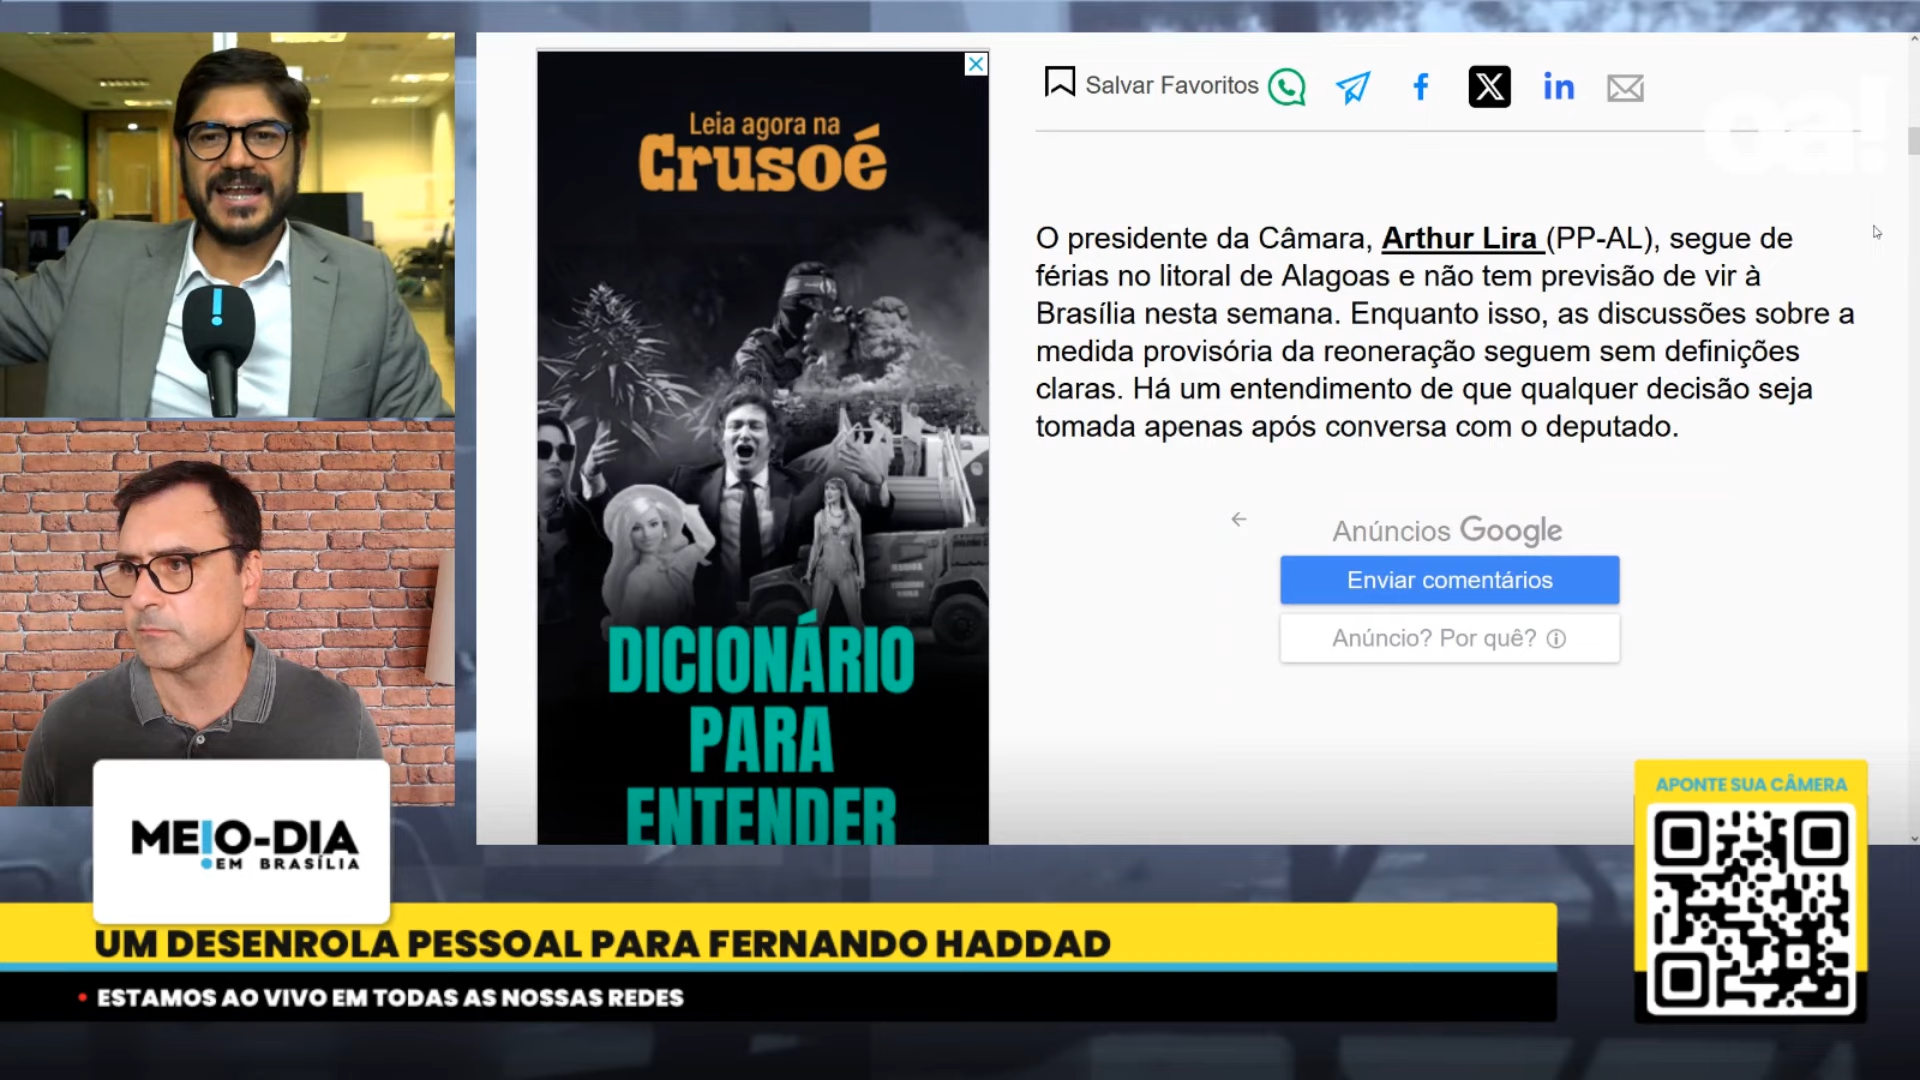 Leia agora na
Crusoé
DICIONÁRIO
PARA
ENTENDER
Salvar Favoritos
oa!
O presidente da Câmara, Arthur Lira (PP-AL), segue de
férias no litoral de Alagoas e não tem previsão de vir à
Brasília nesta semana. Enquanto isso, as discussões sobre a
medida provisória da reoneração seguem sem definições
claras. Há um entendimento de que qualquer decisão seja
tomada apenas após conversa com o deputado.
Anúncios Google
Enviar comentários
Anúncio? Por quê?
MEIO-DIA
EM BRASÍLIA
APONTE SUA CÂMERA
UM DESENROLA PESSOAL PARA FERNANDO HADDAD
• ESTAMOS AO VIVO EM TODAS AS NOSSAS REDES